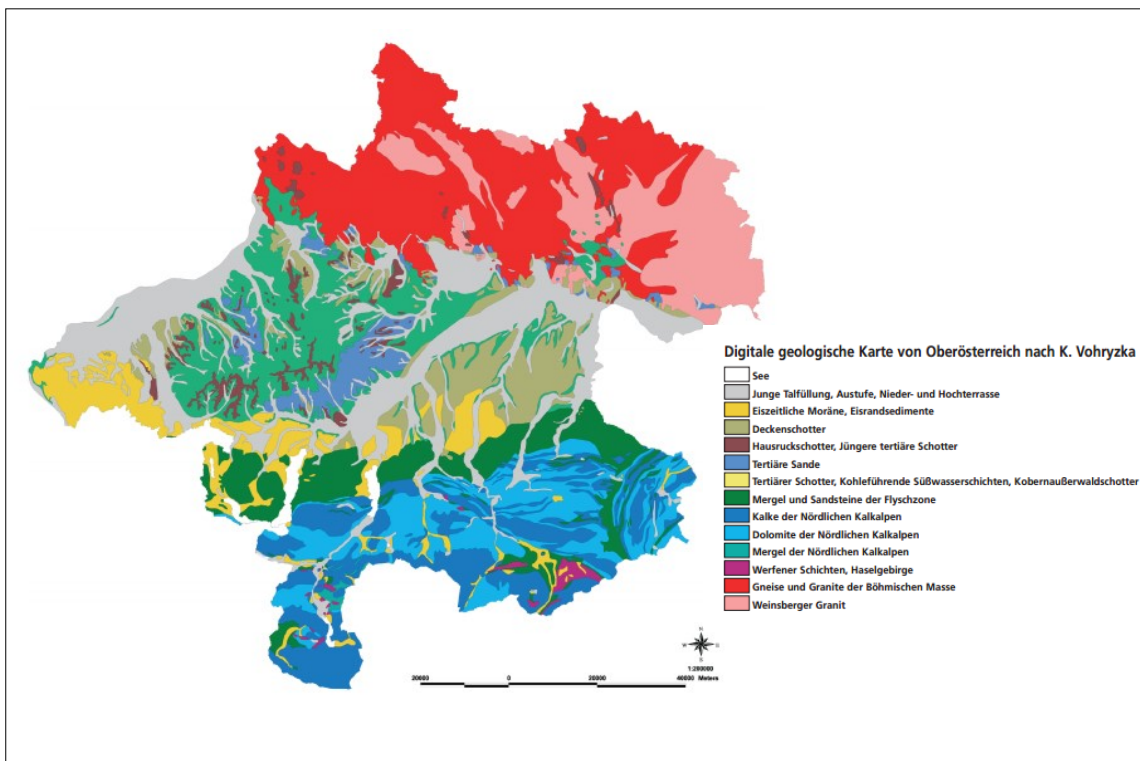 Digitale geologische Karte von Oberösterreich nach K. Vohryzka
See
Junge Talfüllung, Austufe, Nieder- und Hochterrasse
Eiszeitliche Moräne, Eisrandsedimente
Deckenschotter
Hausruckschotter, Jüngere tertiäre Schotter
Tertiäre Sande
Tertiärer Schotter, Kohleführende Süßwasserschichten, Kobernaußerwaldschotter
Mergel und Sandsteine der Flyschzone
Kalke der Nördlichen Kalkalpen
Dolomite der Nördlichen Kalkalpen
Mergel der Nördlichen Kalkalpen
Werfener Schichten, Haselgebirge
Gneise und Granite der Böhmischen Masse
Weinsberger Granit
N
W
S
1:200000
20000 0 20000 40000 Meters